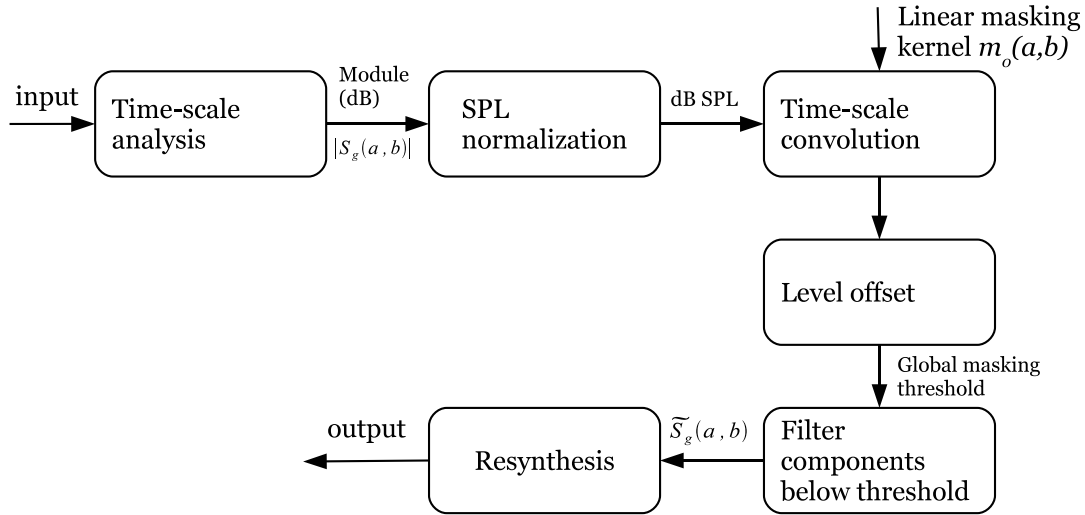 Linear masking
kernel mₒ(a,b)
input
Time-scale
analysis
Module
(dB)
|S_g(a , b)|
SPL
normalization
dB SPL
Time-scale
convolution
Level offset
Global masking
threshold
Filter
components
below threshold
S̃_g(a , b)
Resynthesis
output